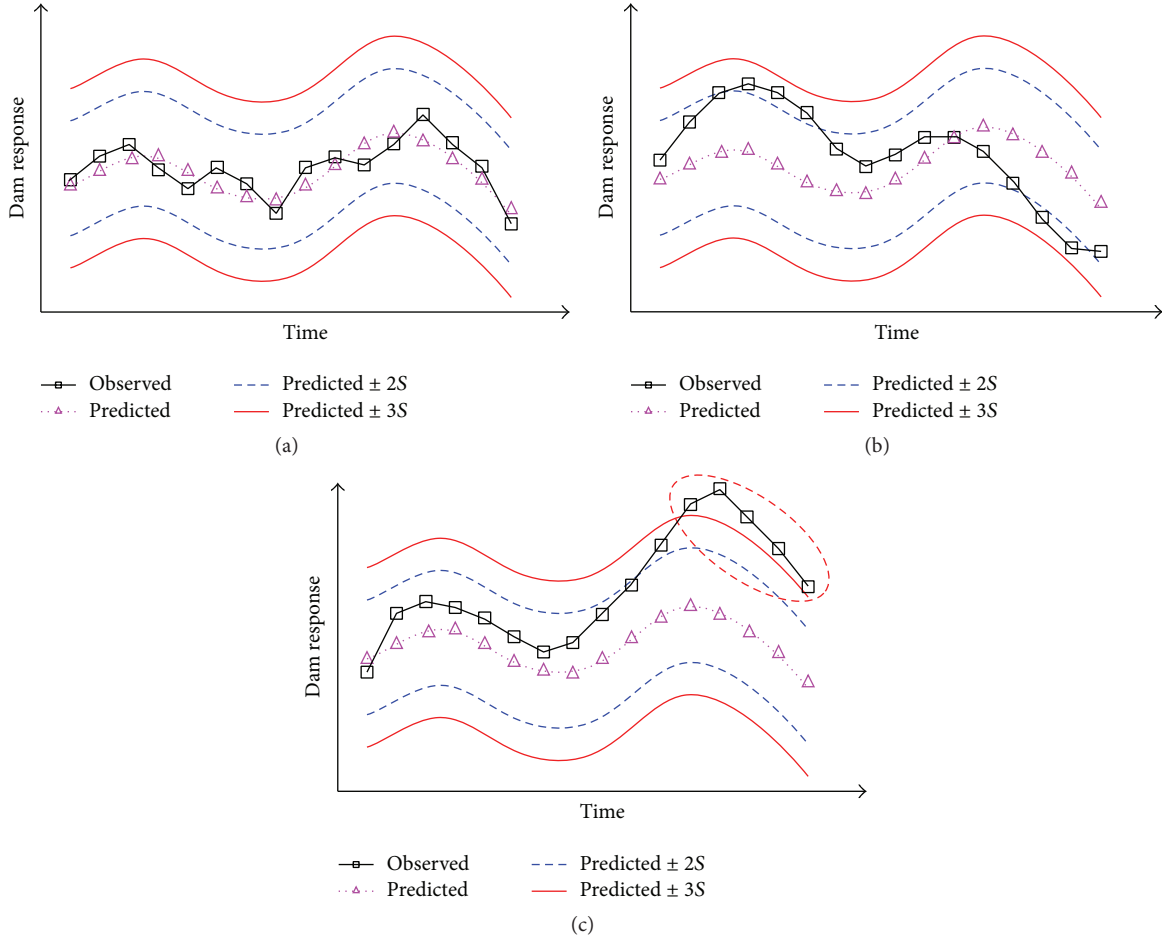 Dam response
Time
Observed
Predicted
Predicted ± 2S
Predicted ± 3S
(a)
Dam response
Time
Observed
Predicted
Predicted ± 2S
Predicted ± 3S
(b)
Dam response
Time
Observed
Predicted
Predicted ± 2S
Predicted ± 3S
(c)